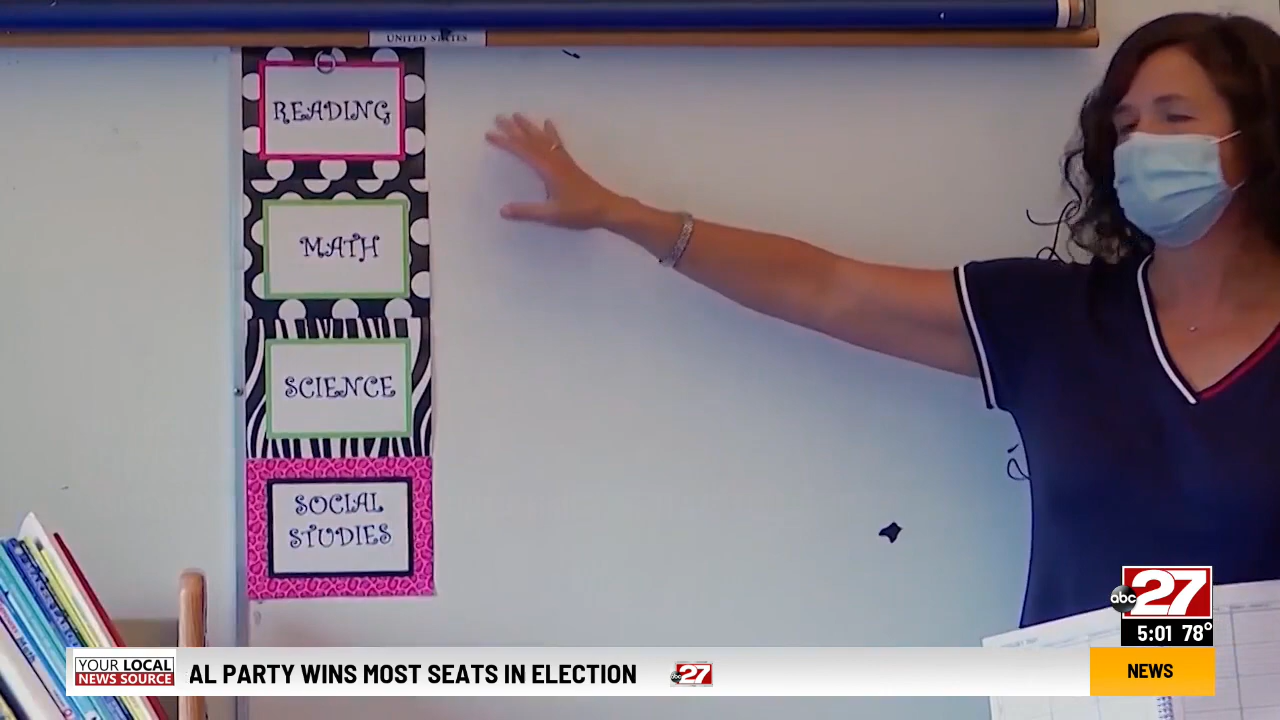 UNITED STATES
READING
MATH
SCIENCE
SOCIAL
STUDIES
abc 27
5:01 78°
YOUR LOCAL
NEWS SOURCE
AL PARTY WINS MOST SEATS IN ELECTION
abc 27
NEWS